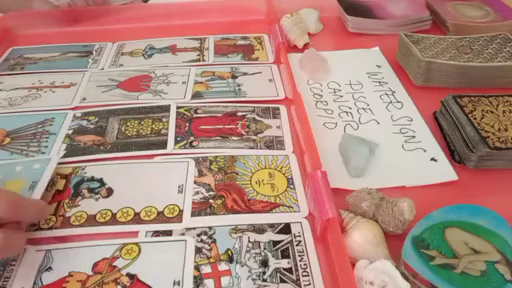 "WATER SIGNS"
PISCES
CANCER
SCORPIO
JUDGMENT.